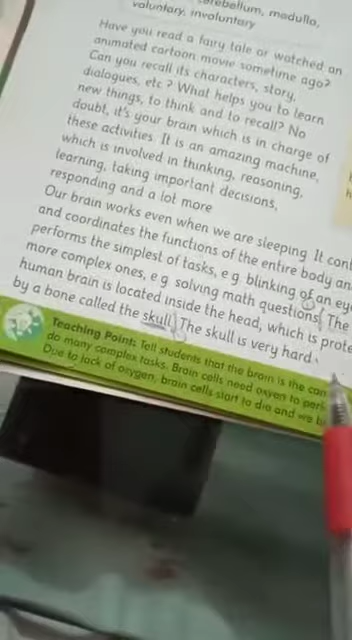 cerebellum, medulla,
voluntary, involuntary
Have you read a fairy tale or watched an
animated cartoon movie sometime ago?
Can you recall its characters, story,
dialogues, etc ? What helps you to learn
new things, to think and to recall? No
doubt, it's your brain which is in charge of
these activities. It is an amazing machine,
which is involved in thinking, reasoning,
learning, taking important decisions,
responding and a lot more
Our brain works even when we are sleeping It
and coordinates the functions of the entire body
performs the simplest of tasks, e g blinking of an
more complex ones, e g solving math questions The
human brain is located inside the head, which is
by a bone called the skull. The skull is very hard.
Teaching Point: Tell students that the brain is the
do many complex tasks. Brain cells need oxyen to
Due to lack of oxygen, brain cells start to die and we